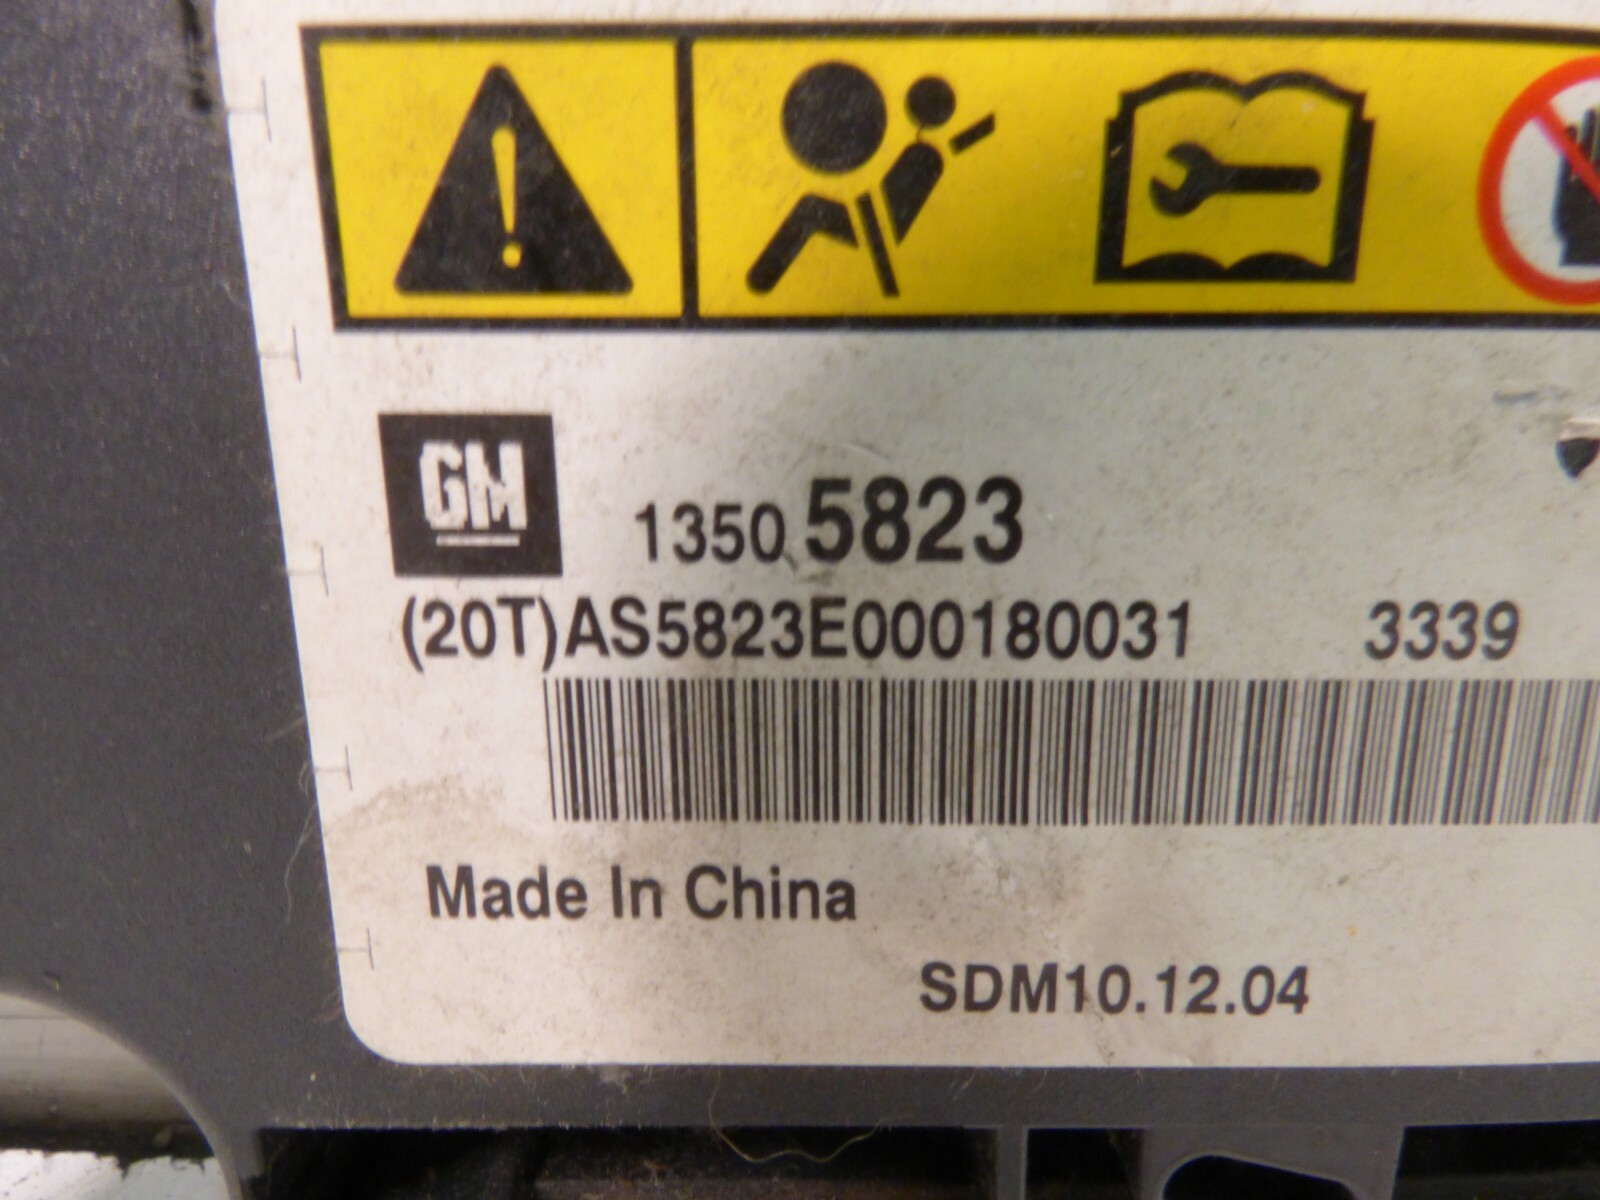 GM
1350 5823
(20T)AS5823E000180031 3339
Made In China
SDM10.12.04